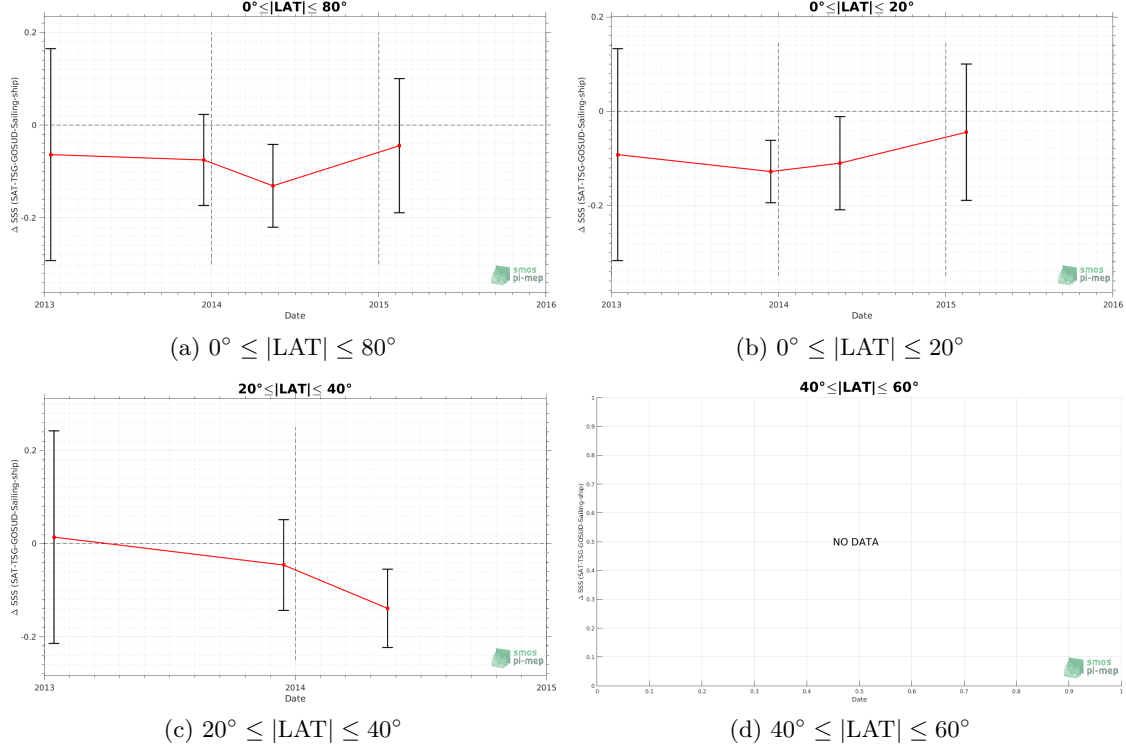 0°≤|LAT|≤ 80°
0.2
0
-0.2
Δ SSS (SAT-TSG-GOSUD-Sailing-ship)
smos
pi-mep
2013 2014 2015 2016
Date
(a) 0° ≤ |LAT| ≤ 80°
0°≤|LAT|≤ 20°
0.2
0
-0.2
Δ SSS (SAT-TSG-GOSUD-Sailing-ship)
smos
pi-mep
2013 2014 2015 2016
Date
(b) 0° ≤ |LAT| ≤ 20°
20°≤|LAT|≤ 40°
0.2
0
-0.2
Δ SSS (SAT-TSG-GOSUD-Sailing-ship)
smos
pi-mep
2013 2014 2015
Date
(c) 20° ≤ |LAT| ≤ 40°
40°≤|LAT|≤ 60°
1
0.9
0.8
0.7
0.6
0.5
0.4
0.3
0.2
0.1
0
Δ SSS (SAT-TSG-GOSUD-Sailing-ship)
NO DATA
smos
pi-mep
0 0.1 0.2 0.3 0.4 0.5 0.6 0.7 0.8 0.9 1
Date
(d) 40° ≤ |LAT| ≤ 60°